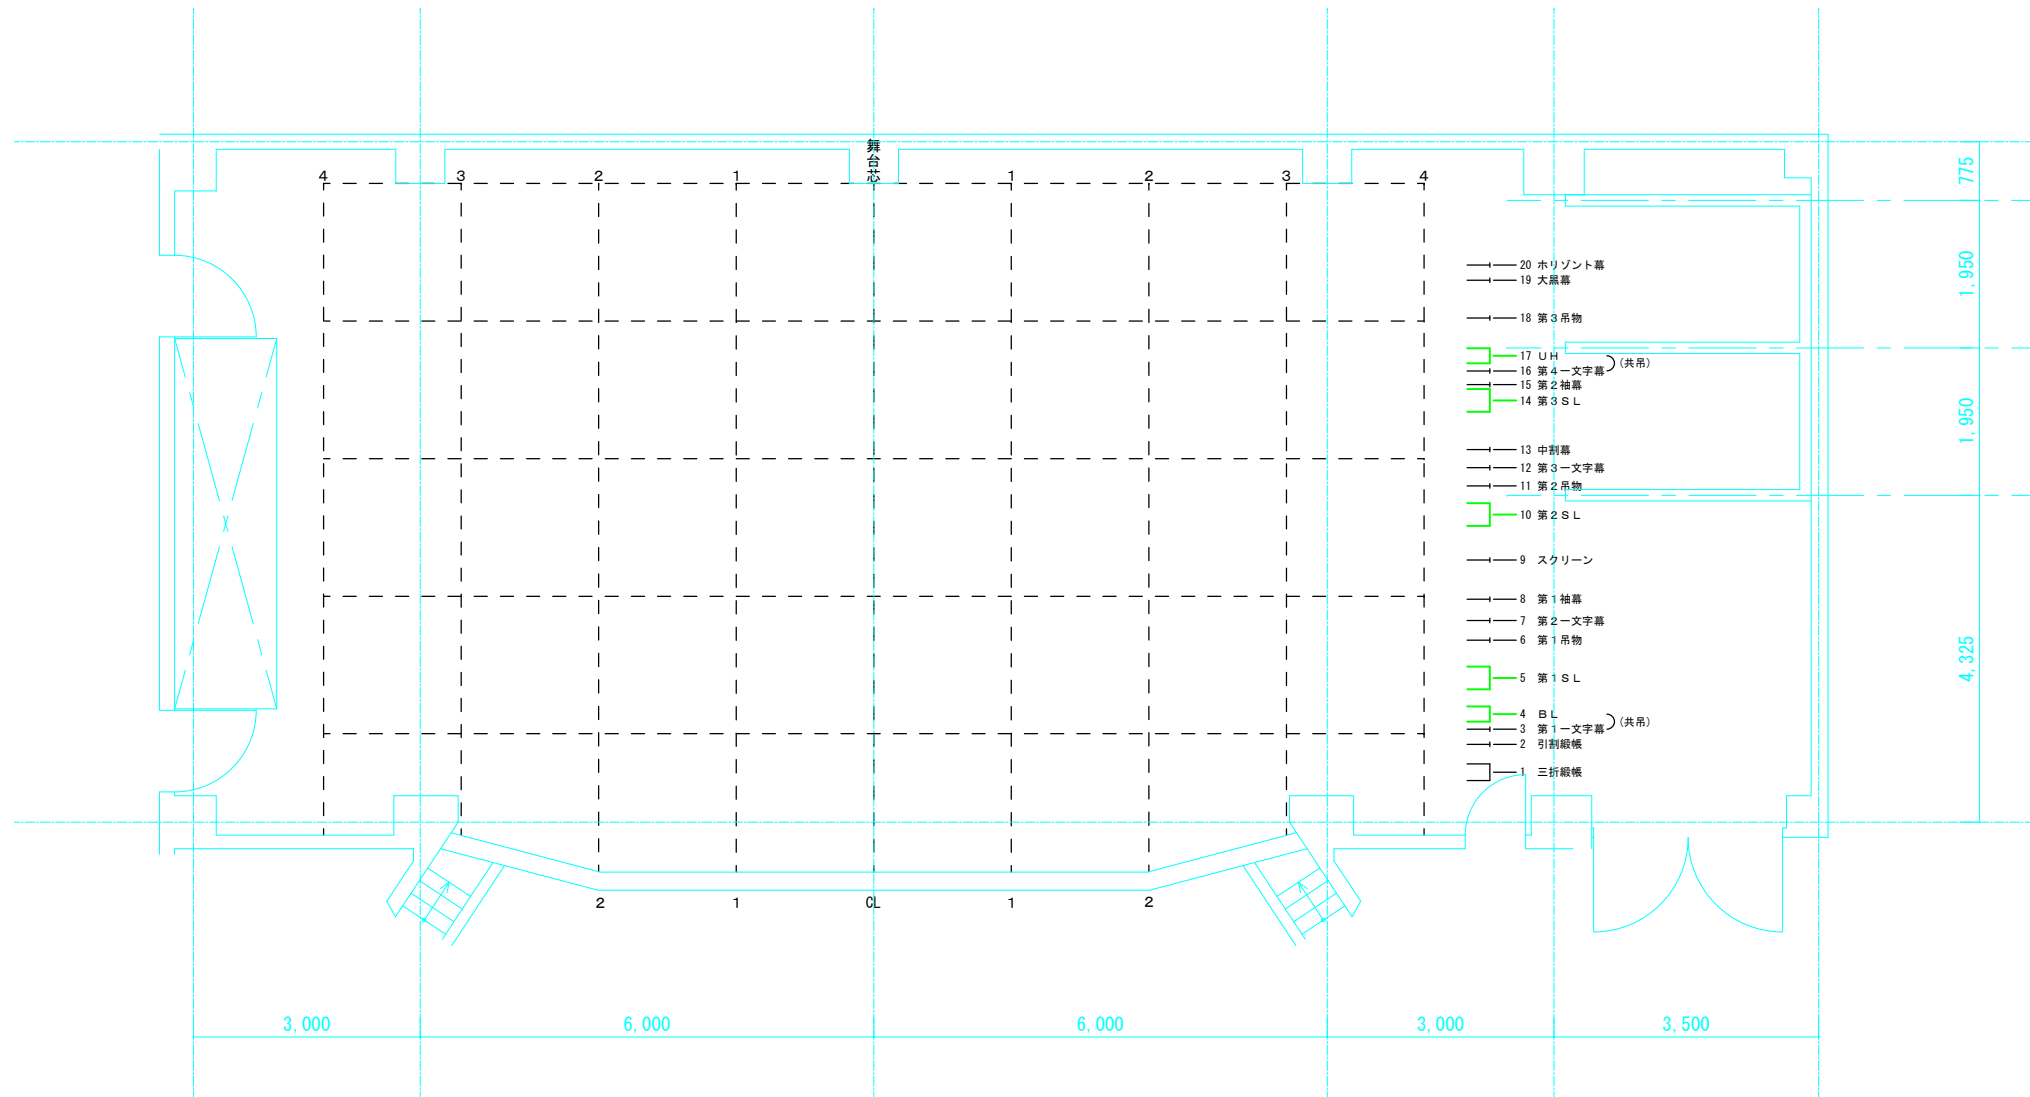 舞台芯
4 3 2 1 1 2 3 4
775
1,950
1,950
4,325
20 ホリゾント幕
19 大黒幕
18 第3吊物
17 UH
16 第4一文字幕
(共吊)
15 第2袖幕
14 第3SL
13 中割幕
12 第3一文字幕
11 第2吊物
10 第2SL
9 スクリーン
8 第1袖幕
7 第2一文字幕
6 第1吊物
5 第1SL
4 BL
3 第1一文字幕
(共吊)
2 引割緞帳
1 三折緞帳
2 1 CL 1 2
3,000 6,000 6,000 3,000 3,500